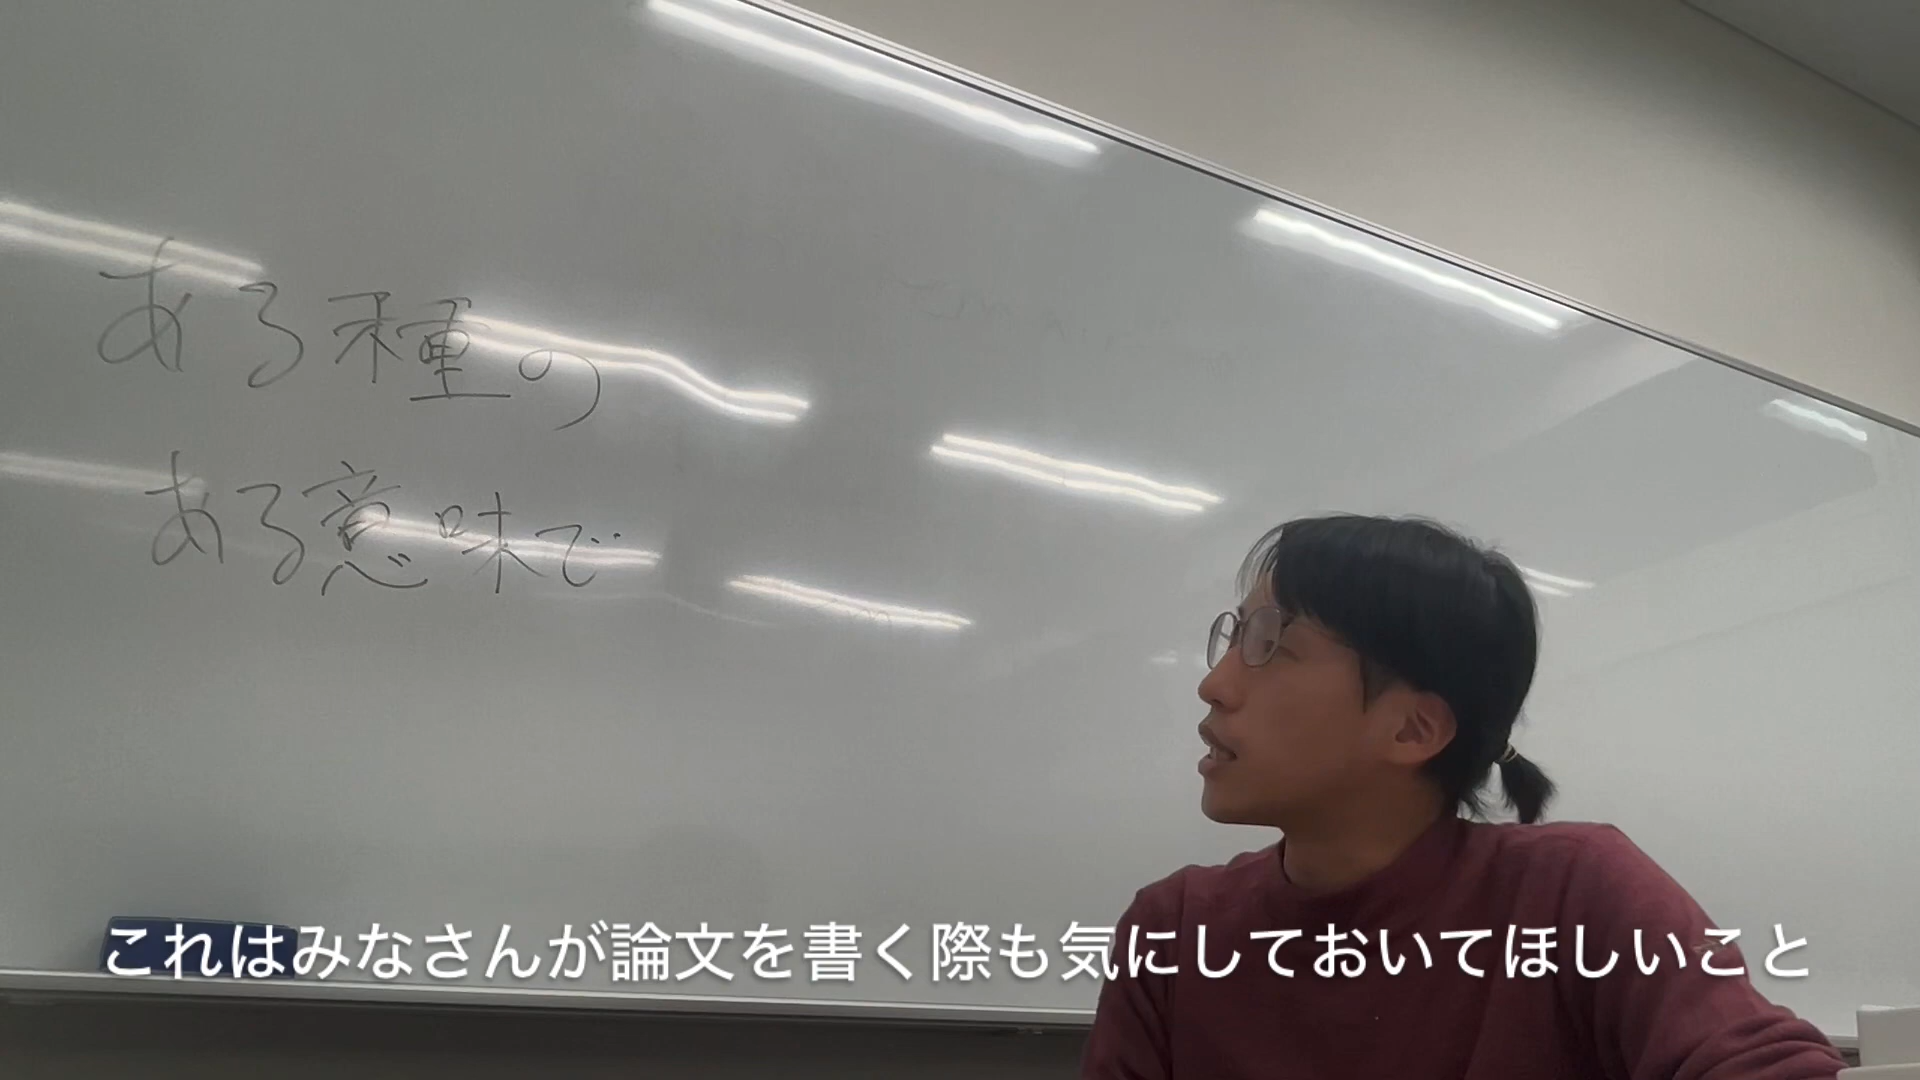 ある種の
ある意味で
これはみなさんが論文を書く際も気にしておいてほしいこと